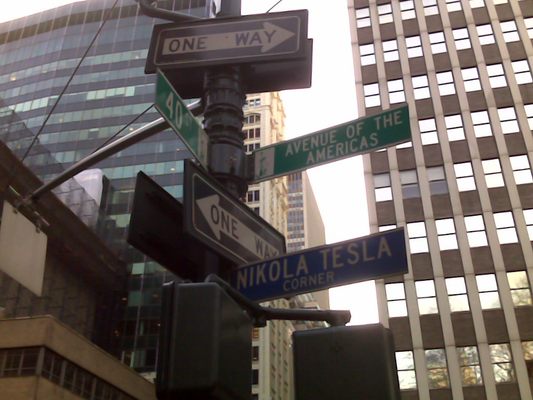 ONE WAY
40
AVENUE OF THE
AMERICAS
ONE WAY
NIKOLA TESLA
CORNER